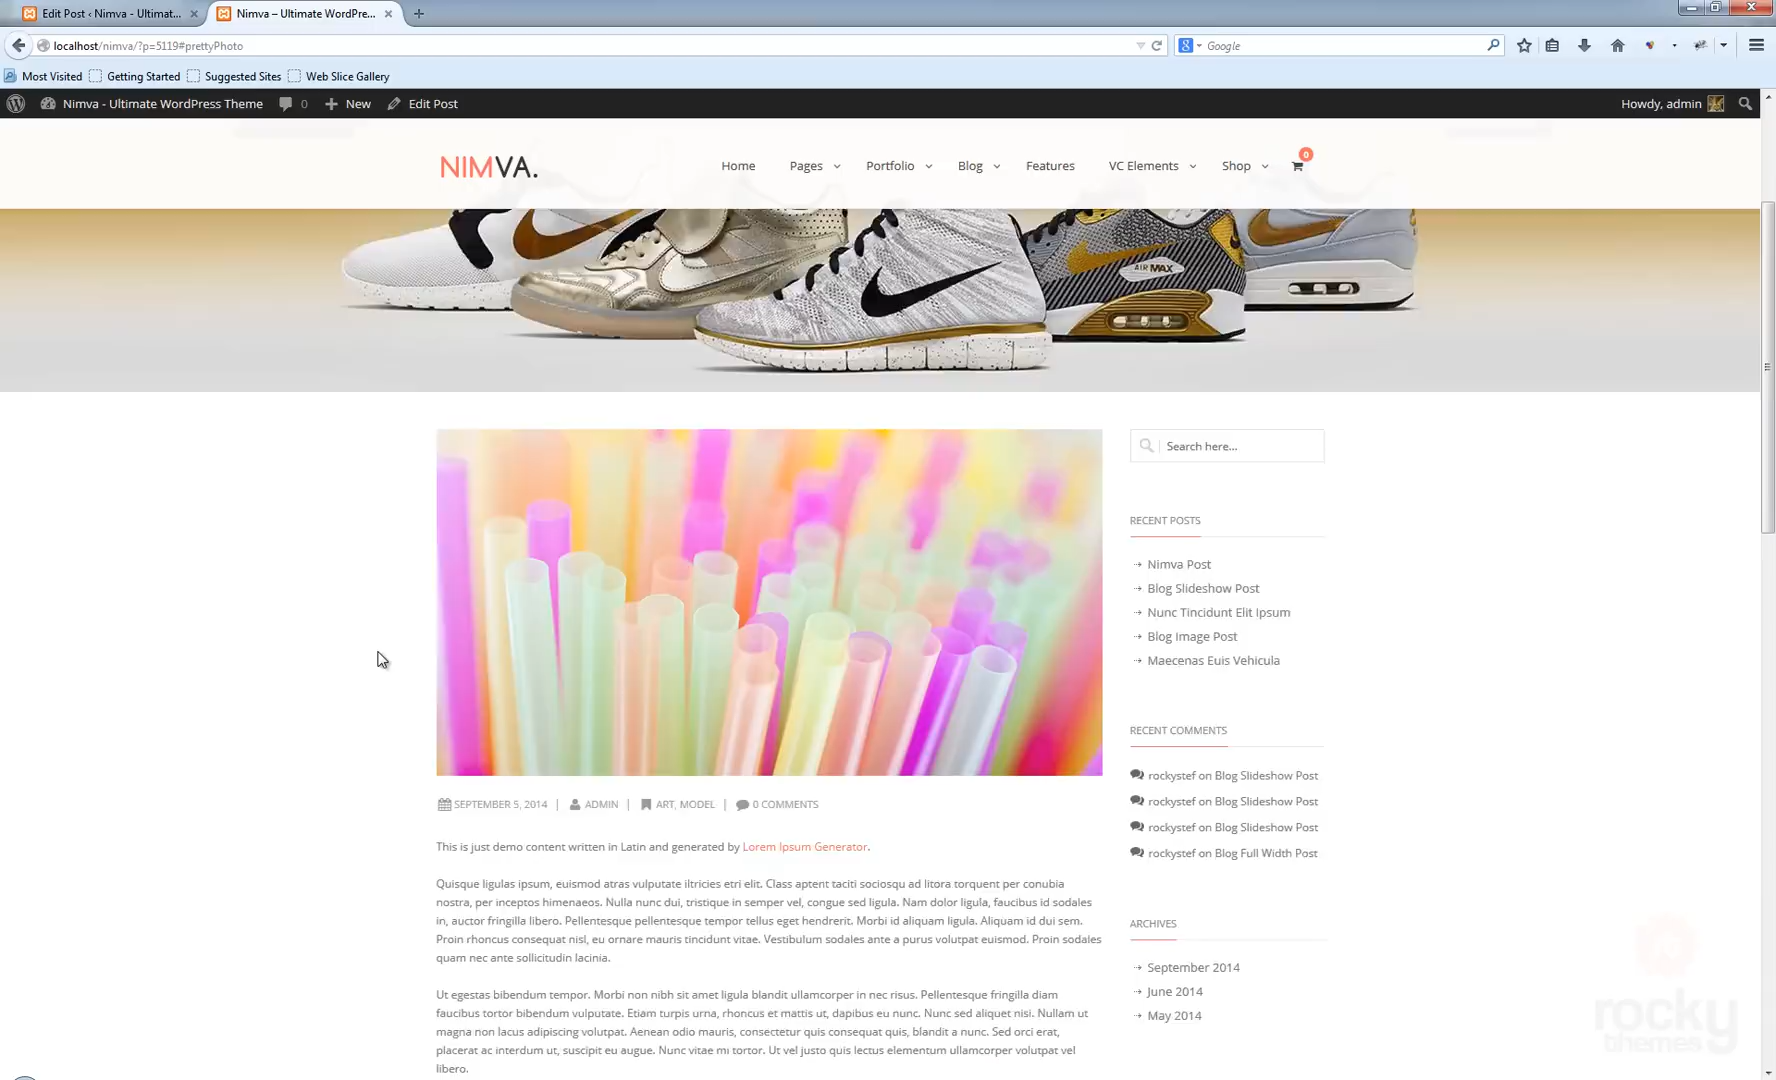 Edit Post ‹ Nimva - Ultimat...
Nimva – Ultimate WordPre...
localhost/nimva/?p=5119#prettyPhoto
Google
Most Visited
Getting Started
Suggested Sites
Web Slice Gallery
Nimva - Ultimate WordPress Theme
0
New
Edit Post
Howdy, admin
NIMVA.
Home
Pages
Portfolio
Blog
Features
VC Elements
Shop
0
AIR MAX
Search here...
RECENT POSTS
Nimva Post
Blog Slideshow Post
Nunc Tincidunt Elit Ipsum
Blog Image Post
Maecenas Euis Vehicula
RECENT COMMENTS
rockystef on Blog Slideshow Post
rockystef on Blog Slideshow Post
rockystef on Blog Slideshow Post
rockystef on Blog Full Width Post
ARCHIVES
September 2014
June 2014
May 2014
SEPTEMBER 5, 2014 | ADMIN | ART, MODEL | 0 COMMENTS
This is just demo content written in Latin and generated by Lorem Ipsum Generator.
Quisque ligulas ipsum, euismod atras vulputate iltricies etri elit. Class aptent taciti sociosqu ad litora torquent per conubia
nostra, per inceptos himenaeos. Nulla nunc dui, tristique in semper vel, congue sed ligula. Nam dolor ligula, faucibus id sodales
in, auctor fringilla libero. Pellentesque pellentesque tempor tellus eget hendrerit. Morbi id aliquam ligula. Aliquam id dui sem.
Proin rhoncus consequat nisl, eu ornare mauris tincidunt vitae. Vestibulum sodales ante a purus volutpat euismod. Proin sodales
quam nec ante sollicitudin lacinia.
Ut egestas bibendum tempor. Morbi non nibh sit amet ligula blandit ullamcorper in nec risus. Pellentesque fringilla diam
faucibus tortor bibendum vulputate. Etiam turpis urna, rhoncus et mattis ut, dapibus eu nunc. Nunc sed aliquet nisi. Nullam ut
magna non lacus adipiscing volutpat. Aenean odio mauris, consectetur quis consequat quis, blandit a nunc. Sed orci erat,
placerat ac interdum ut, suscipit eu augue. Nunc vitae mi tortor. Ut vel justo quis lectus elementum ullamcorper volutpat vel
libero.
rocky
themes